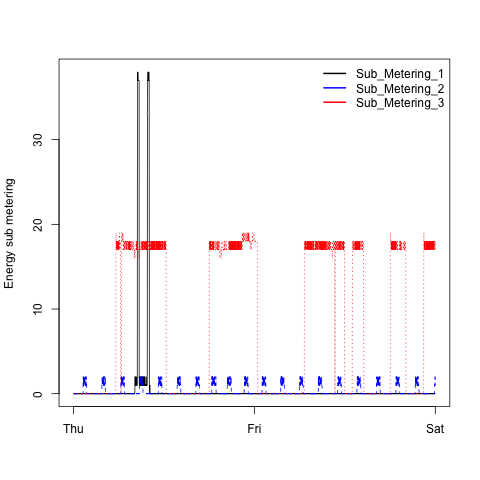 Sub_Metering_1
Sub_Metering_2
Sub_Metering_3
Energy sub metering
30
20
10
0
Thu
Fri
Sat